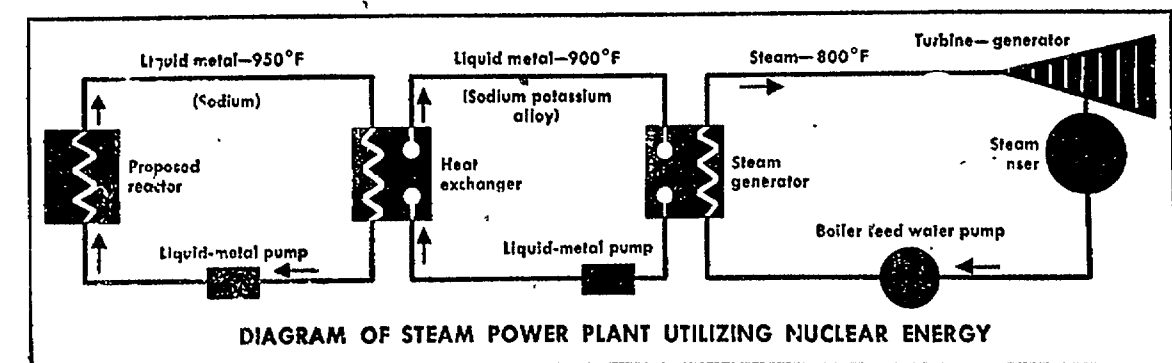 Liquid metal—950°F
(Sodium)
Proposed
reactor
Liquid-metal pump
Heat
exchanger
Liquid metal—900°F
(Sodium potassium
alloy)
Liquid-metal pump
Steam
generator
Steam—800°F
Turbine—generator
Steam
Boiler feed water pump
DIAGRAM OF STEAM POWER PLANT UTILIZING NUCLEAR ENERGY